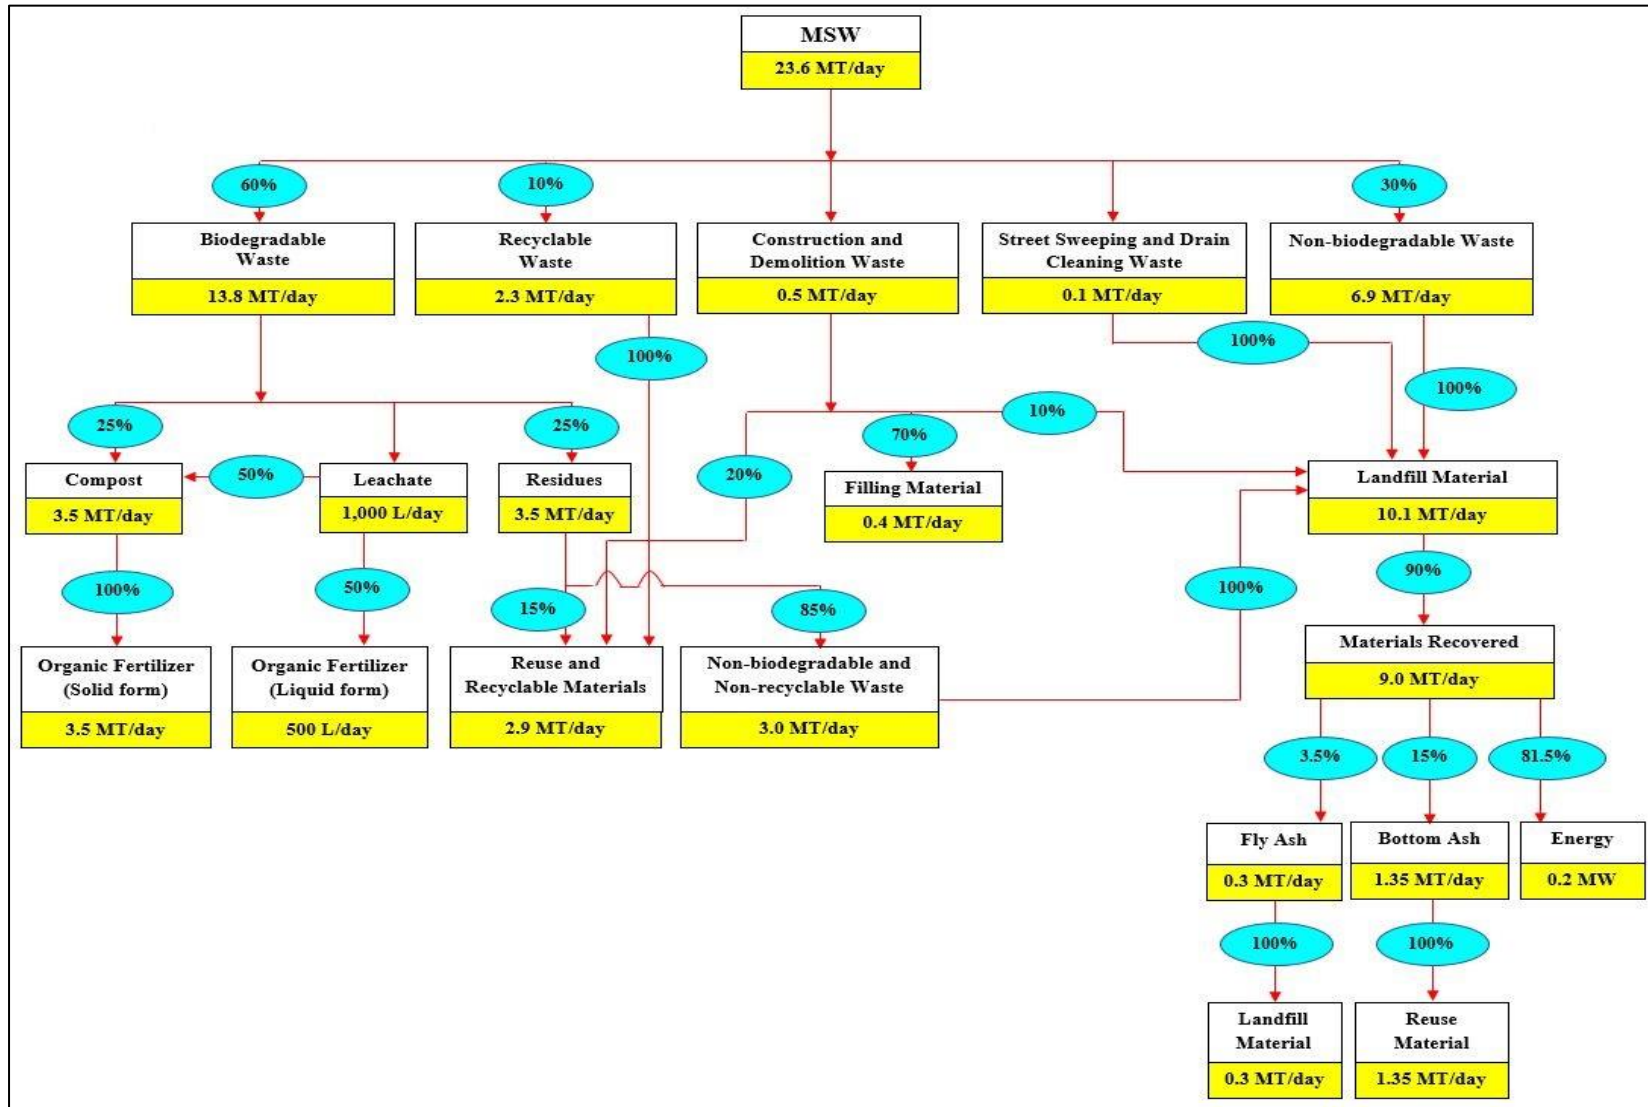 MSW
23.6 MT/day
60%
10%
30%
Biodegradable
Waste
13.8 MT/day
Recyclable
Waste
2.3 MT/day
Construction and
Demolition Waste
0.5 MT/day
Street Sweeping and Drain
Cleaning Waste
0.1 MT/day
Non-biodegradable Waste
6.9 MT/day
100%
100%
100%
25%
25%
70%
10%
Compost
3.5 MT/day
50%
Leachate
1,000 L/day
Residues
3.5 MT/day
20%
Filling Material
0.4 MT/day
Landfill Material
10.1 MT/day
100%
50%
15%
85%
100%
90%
Organic Fertilizer
(Solid form)
3.5 MT/day
Organic Fertilizer
(Liquid form)
500 L/day
Reuse and
Recyclable Materials
2.9 MT/day
Non-biodegradable and
Non-recyclable Waste
3.0 MT/day
Materials Recovered
9.0 MT/day
3.5%
15%
81.5%
Fly Ash
0.3 MT/day
Bottom Ash
1.35 MT/day
Energy
0.2 MW
100%
100%
Landfill
Material
0.3 MT/day
Reuse
Material
1.35 MT/day